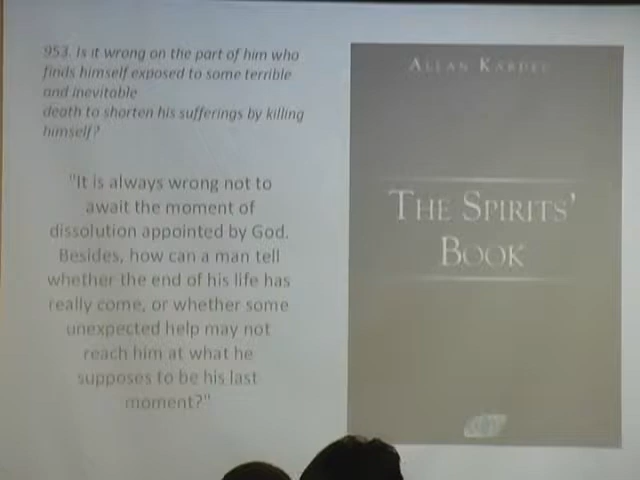 953. Is it wrong on the part of him who
finds himself exposed to some terrible
and inevitable
death to shorten his sufferings by killing
himself?
"It is always wrong not to
await the moment of
dissolution appointed by God.
Besides, how can a man tell
whether the end of his life has
really come, or whether some
unexpected help may not
reach him at what he
supposes to be his last
moment?"
ALLAN KARDEC
THE SPIRITS'
BOOK